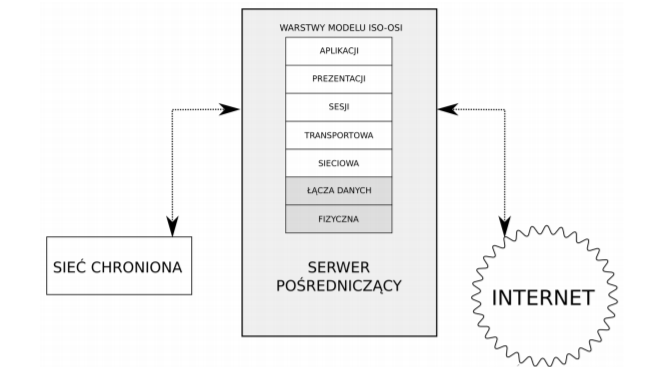 WARSTWY MODELU ISO-OSI
APLIKACJI
PREZENTACJI
SESJI
TRANSPORTOWA
SIECIOWA
ŁĄCZA DANYCH
FIZYCZNA
SIEĆ CHRONIONA
SERWER
POŚREDNICZĄCY
INTERNET